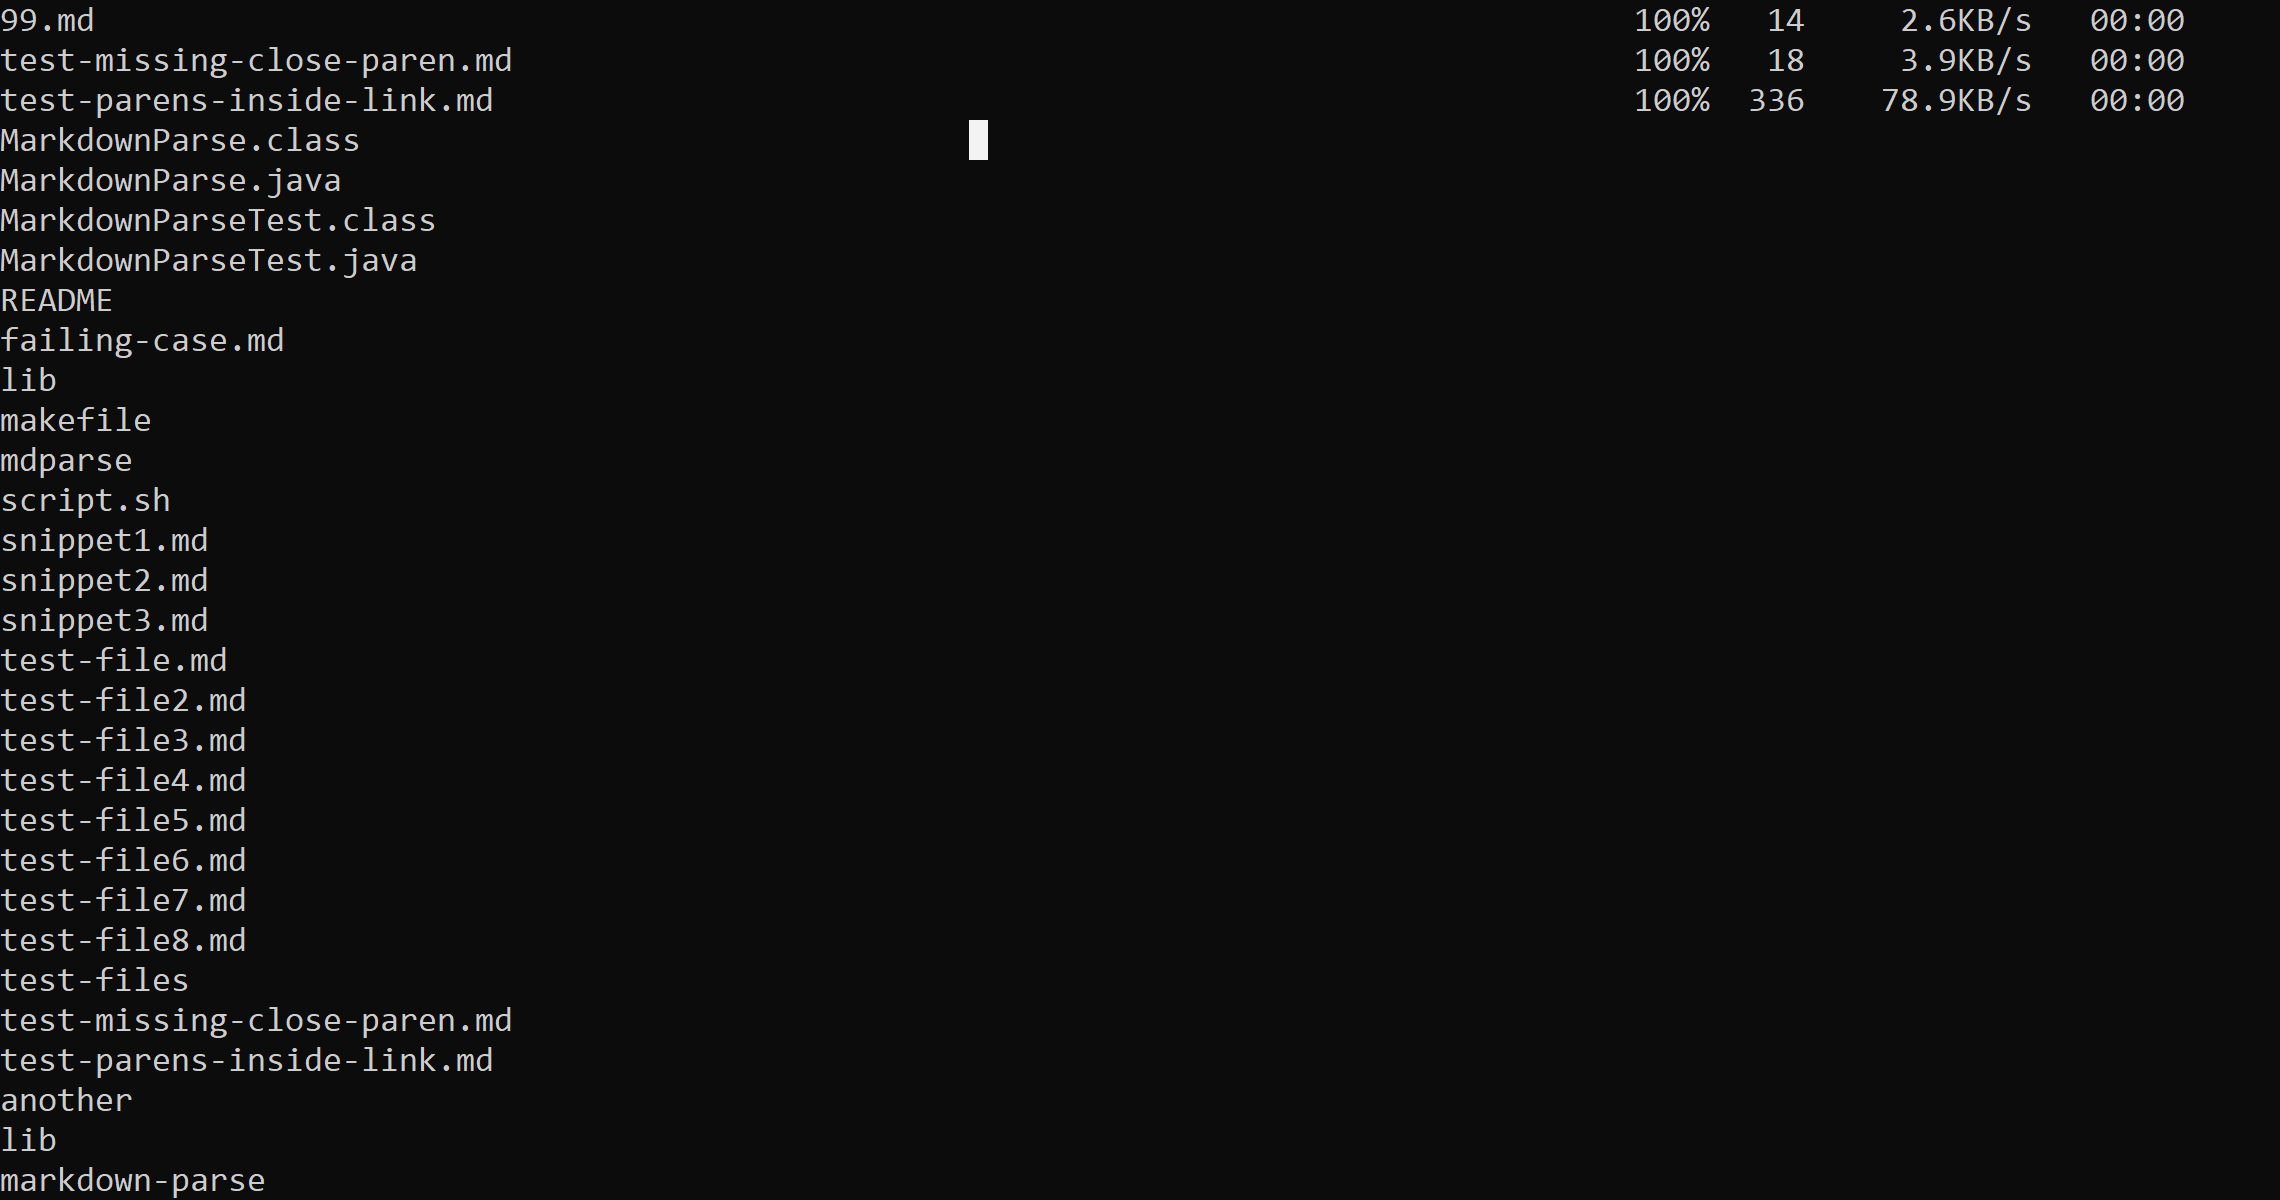 99.md 100% 14 2.6KB/s 00:00
test-missing-close-paren.md 100% 18 3.9KB/s 00:00
test-parens-inside-link.md 100% 336 78.9KB/s 00:00
MarkdownParse.class
MarkdownParse.java
MarkdownParseTest.class
MarkdownParseTest.java
README
failing-case.md
lib
makefile
mdparse
script.sh
snippet1.md
snippet2.md
snippet3.md
test-file.md
test-file2.md
test-file3.md
test-file4.md
test-file5.md
test-file6.md
test-file7.md
test-file8.md
test-files
test-missing-close-paren.md
test-parens-inside-link.md
another
lib
markdown-parse